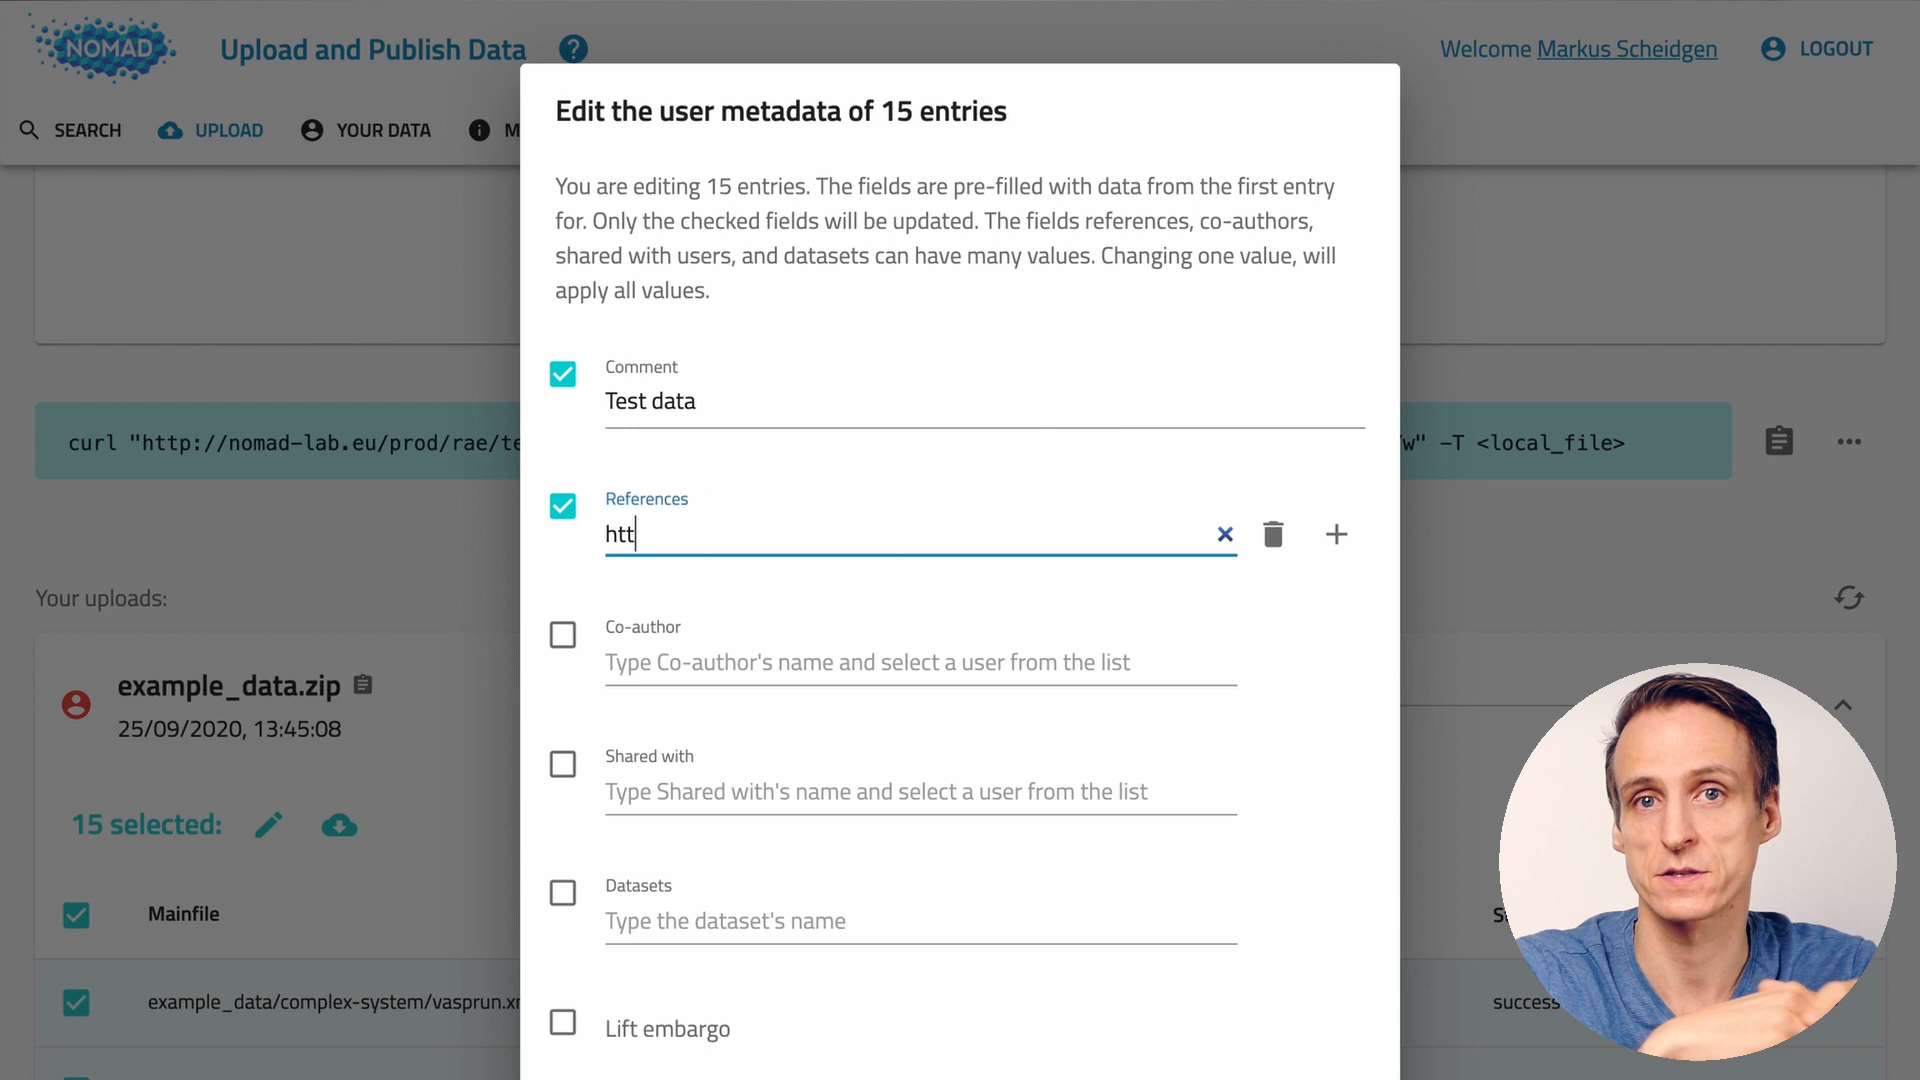 NOMAD
Upload and Publish Data ?
Welcome Markus Scheidgen
LOGOUT
SEARCH
UPLOAD
YOUR DATA
M
Edit the user metadata of 15 entries
You are editing 15 entries. The fields are pre-filled with data from the first entry
for. Only the checked fields will be updated. The fields references, co-authors,
shared with users, and datasets can have many values. Changing one value, will
apply all values.
Comment
Test data
curl "http://nomad-lab.eu/prod/rae/te
w" -T <local_file>
References
htt
Your uploads:
Co-author
Type Co-author's name and select a user from the list
example_data.zip
25/09/2020, 13:45:08
Shared with
Type Shared with's name and select a user from the list
15 selected:
Datasets
Type the dataset's name
Mainfile
example_data/complex-system/vasprun.x
success
Lift embargo